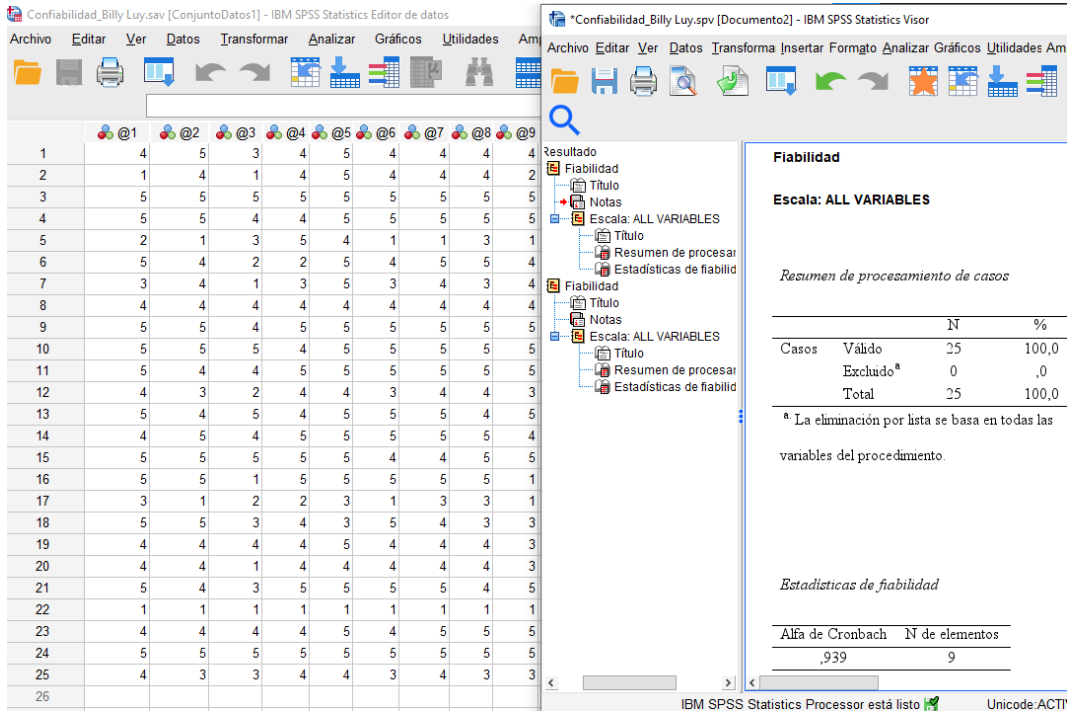 Confiabilidad_Billy Luy.sav [ConjuntoDatos1] - IBM SPSS Statistics Editor de datos
Archivo Editar Ver Datos Transformar Analizar Gráficos Utilidades Am
@1 @2 @3 @4 @5 @6 @7 @8 @9
1 4 5 3 4 5 4 4 4 4
2 1 4 1 4 5 4 4 4 2
3 5 5 5 5 5 5 5 5 5
4 5 5 4 4 5 5 5 5 5
5 2 1 3 5 4 1 1 3 1
6 5 4 2 2 5 4 5 5 4
7 3 4 1 3 5 3 4 3 4
8 4 4 4 4 4 4 4 4 4
9 5 5 4 5 5 5 5 5 5
10 5 5 5 4 5 5 5 5 5
11 5 4 4 5 5 5 5 5 5
12 4 3 2 4 4 3 4 4 3
13 5 4 5 4 5 5 5 4 5
14 4 5 4 5 5 5 5 5 4
15 5 5 5 5 5 4 4 5 5
16 5 5 1 5 5 5 5 5 1
17 3 1 2 2 3 1 3 3 1
18 5 5 3 4 3 5 4 3 3
19 4 4 4 4 5 4 4 4 3
20 4 4 1 4 4 4 4 4 3
21 5 4 3 5 5 5 5 4 5
22 1 1 1 1 1 1 1 1 1
23 4 4 4 4 5 4 5 5 5
24 5 5 5 5 5 5 5 5 5
25 4 3 3 4 4 3 4 3 3
26
*Confiabilidad_Billy Luy.spv [Documento2] - IBM SPSS Statistics Visor
Archivo Editar Ver Datos Transforma Insertar Formato Analizar Gráficos Utilidades Am
Resultado
Fiabilidad
Título
Notas
Escala: ALL VARIABLES
Título
Resumen de procesar
Estadísticas de fiabilid
Fiabilidad
Título
Notas
Escala: ALL VARIABLES
Título
Resumen de procesar
Estadísticas de fiabilid
Fiabilidad
Escala: ALL VARIABLES
Resumen de procesamiento de casos
N %
Casos Válido 25 100,0
Excluido a 0 ,0
Total 25 100,0
a. La eliminación por lista se basa en todas las
variables del procedimiento.
Estadísticas de fiabilidad
Alfa de Cronbach N de elementos
,939 9
IBM SPSS Statistics Processor está listo Unicode:ACTIV